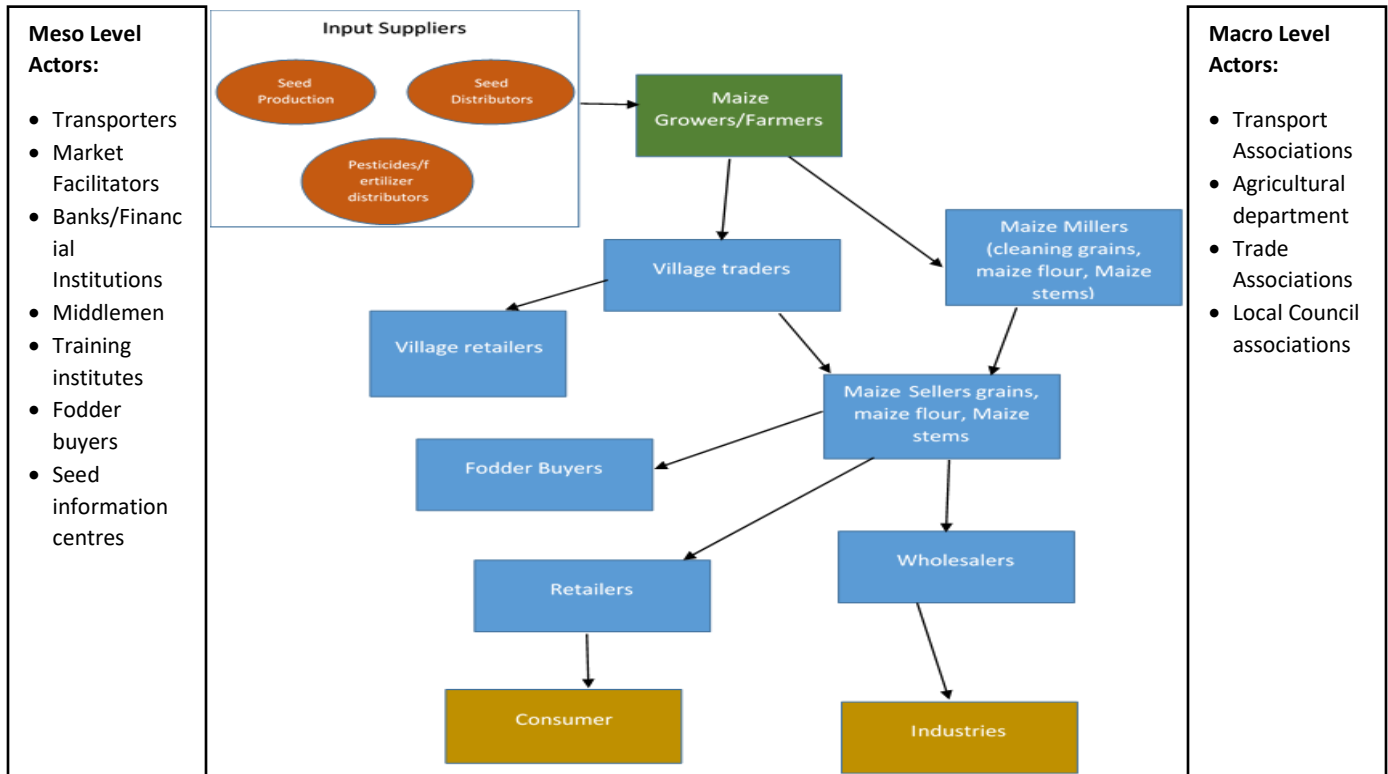 Meso Level
Actors:
• Transporters
• Market
Facilitators
• Banks/Financ
ial
Institutions
• Middlemen
• Training
institutes
• Fodder
buyers
• Seed
information
centres
Input Suppliers
Seed
Production
Seed
Distributors
Pesticides/f
ertilizer
distributors
Maize
Growers/Farmers
Village traders
Maize Millers
(cleaning grains,
maize flour, Maize
stems)
Village retailers
Maize Sellers grains,
maize flour, Maize
stems
Fodder Buyers
Retailers
Wholesalers
Consumer
Industries
Macro Level
Actors:
• Transport
Associations
• Agricultural
department
• Trade
Associations
• Local Council
associations